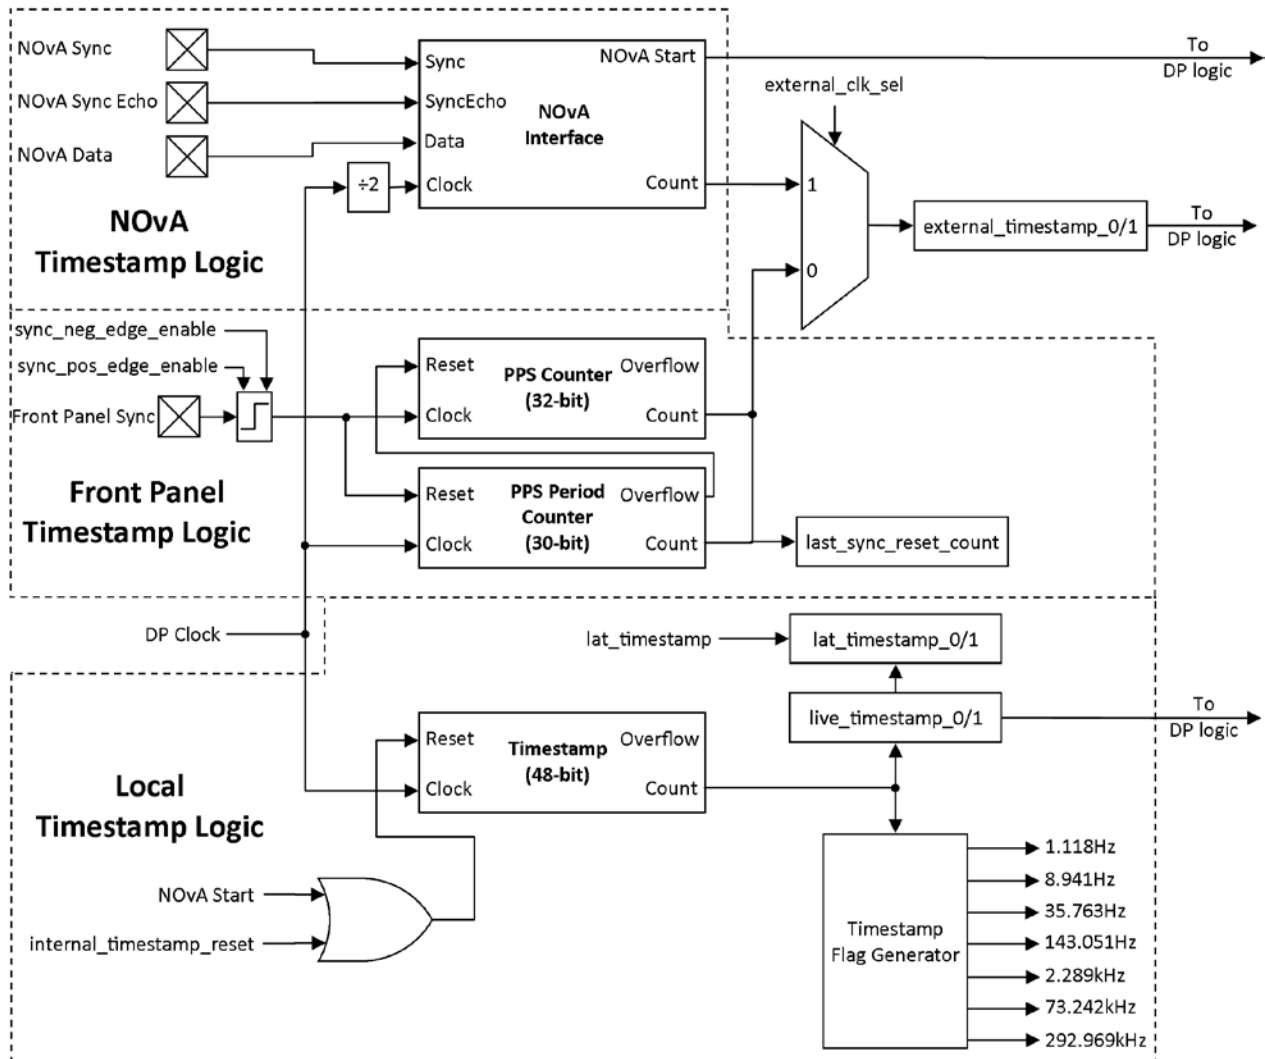 NOvA Sync
NOvA Sync Echo
NOvA Data
÷2
Sync
SyncEcho
Data
Clock
NOvA Start
NOvA
Interface
Count
To
DP logic
external_clk_sel
1
0
external_timestamp_0/1
To
DP logic
NOvA
Timestamp Logic
sync_neg_edge_enable
sync_pos_edge_enable
Front Panel Sync
Reset
Clock
PPS Counter
(32-bit)
Overflow
Count
Reset
Clock
PPS Period
Counter
(30-bit)
Overflow
Count
last_sync_reset_count
Front Panel
Timestamp Logic
DP Clock
lat_timestamp
lat_timestamp_0/1
live_timestamp_0/1
To
DP logic
Reset
Clock
Timestamp
(48-bit)
Overflow
Count
Local
Timestamp Logic
NOvA Start
internal_timestamp_reset
Timestamp
Flag Generator
1.118Hz
8.941Hz
35.763Hz
143.051Hz
2.289kHz
73.242kHz
292.969kHz